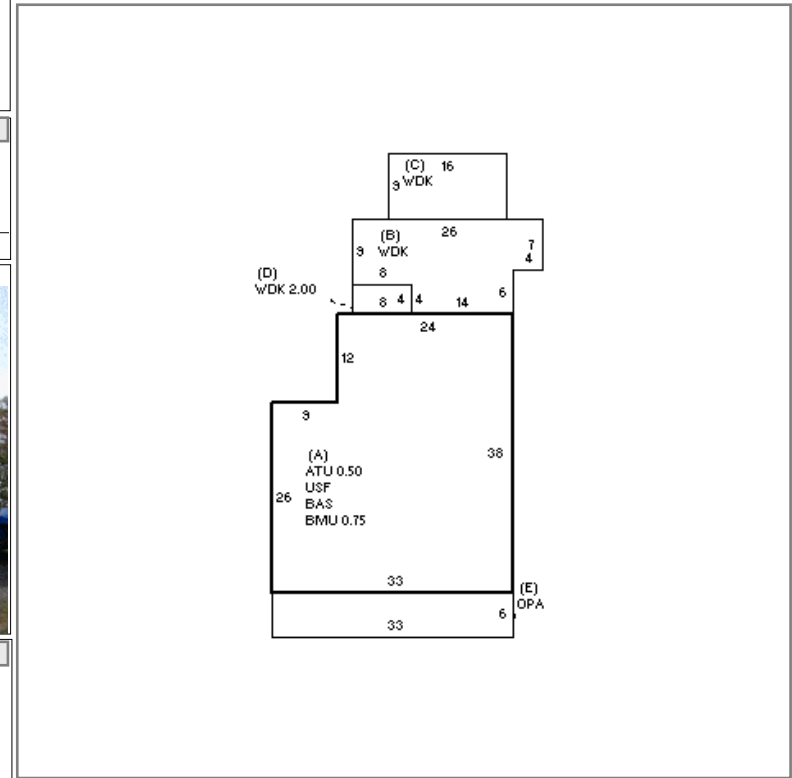 (C) 16
9 WDK
(B) 26
9 WDK 7
4
8
(D)
WDK 2.00
8 4 4 14 6
24
12
9
(A) 38
ATU 0.50
USF
26 BAS
BMU 0.75
33
(E)
OPA
6
33